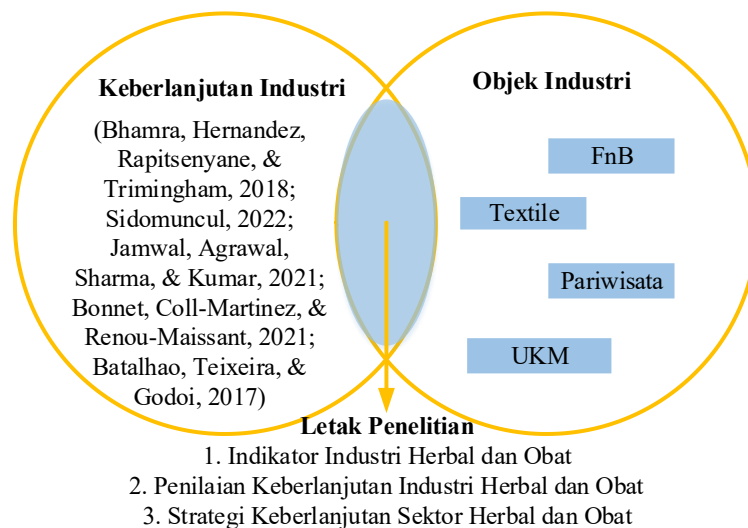 Keberlanjutan Industri
(Bhamra, Hernandez,
Rapitsenyane, &
Trimingham, 2018;
Sidomuncul, 2022;
Jamwal, Agrawal,
Sharma, & Kumar, 2021;
Bonnet, Coll-Martinez, &
Renou-Maissant, 2021;
Batalhao, Teixeira, &
Godoi, 2017)
Objek Industri
FnB
Textile
Pariwisata
UKM
Letak Penelitian
1. Indikator Industri Herbal dan Obat
2. Penilaian Keberlanjutan Industri Herbal dan Obat
3. Strategi Keberlanjutan Sektor Herbal dan Obat